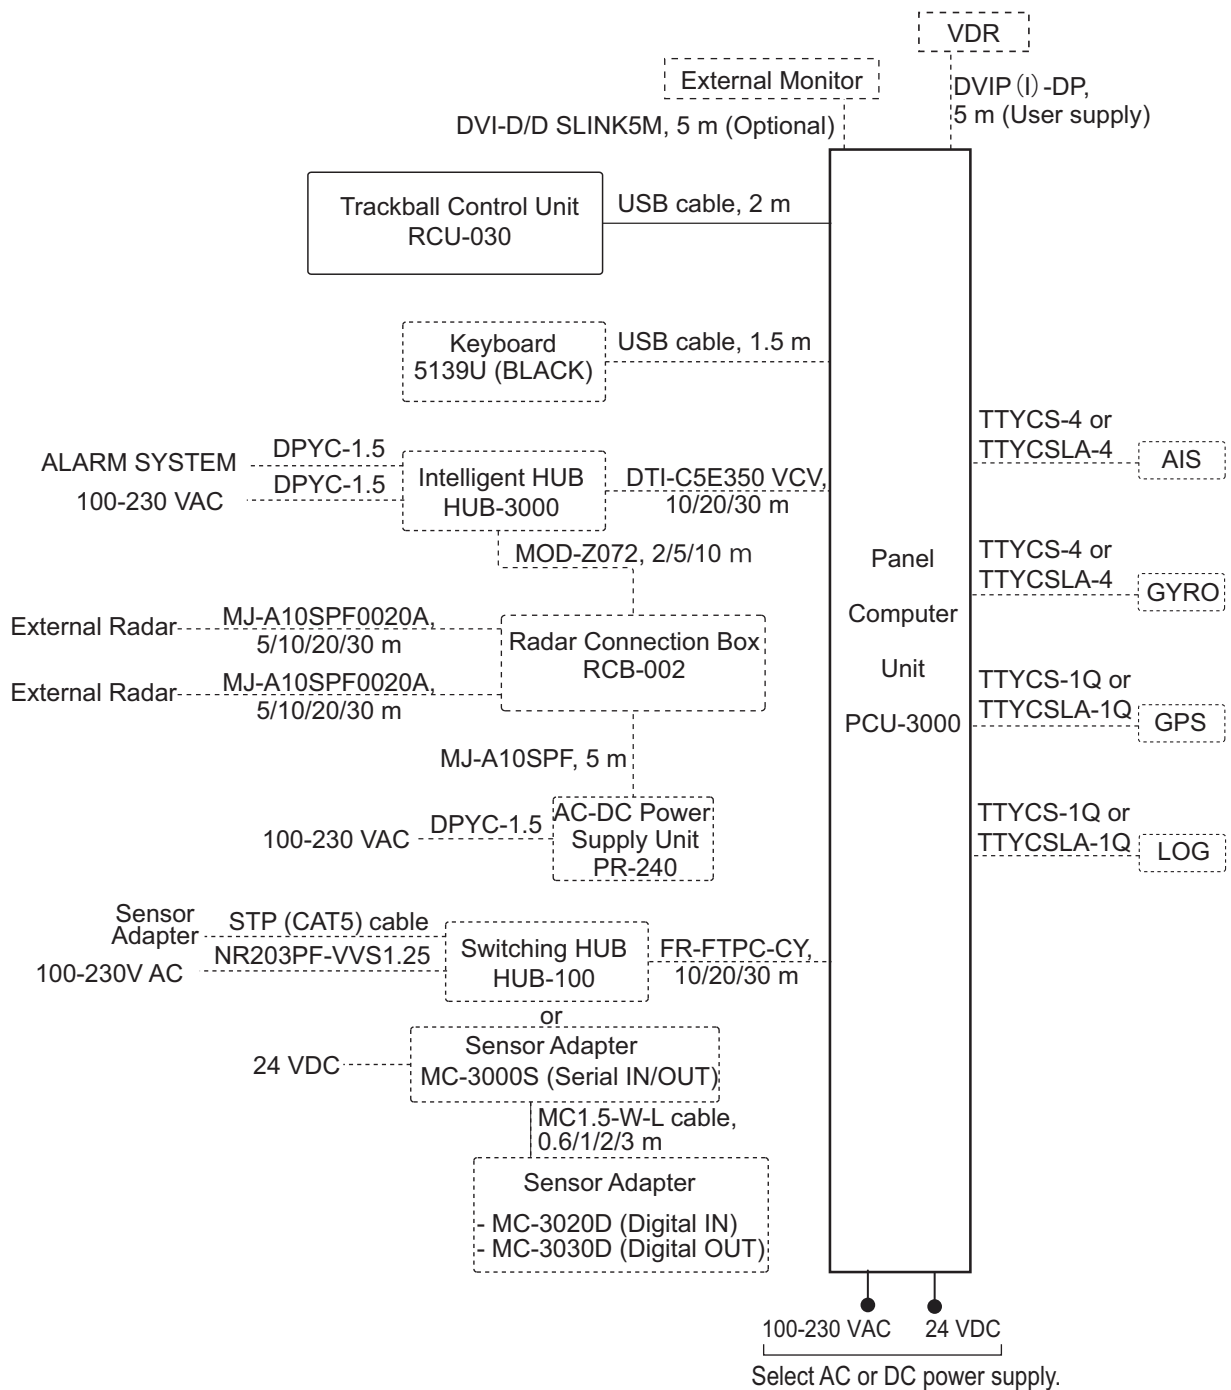 VDR
External Monitor
DVIP(I)-DP,
5 m (User supply)
DVI-D/D SLINK5M, 5 m (Optional)
Trackball Control Unit
RCU-030
USB cable, 2 m
Keyboard
5139U (BLACK)
USB cable, 1.5 m
ALARM SYSTEM
DPYC-1.5
100-230 VAC
DPYC-1.5
Intelligent HUB
HUB-3000
DTI-C5E350 VCV,
10/20/30 m
MOD-Z072, 2/5/10 m
External Radar
MJ-A10SPF0020A,
5/10/20/30 m
External Radar
MJ-A10SPF0020A,
5/10/20/30 m
Radar Connection Box
RCB-002
MJ-A10SPF, 5 m
100-230 VAC
DPYC-1.5
AC-DC Power
Supply Unit
PR-240
Sensor
Adapter
STP (CAT5) cable
100-230V AC
NR203PF-VVS1.25
Switching HUB
HUB-100
FR-FTPC-CY,
10/20/30 m
or
24 VDC
Sensor Adapter
MC-3000S (Serial IN/OUT)
MC1.5-W-L cable,
0.6/1/2/3 m
Sensor Adapter
- MC-3020D (Digital IN)
- MC-3030D (Digital OUT)
Panel
Computer
Unit
PCU-3000
TTYCS-4 or
TTYCSLA-4
AIS
TTYCS-4 or
TTYCSLA-4
GYRO
TTYCS-1Q or
TTYCSLA-1Q
GPS
TTYCS-1Q or
TTYCSLA-1Q
LOG
100-230 VAC
24 VDC
Select AC or DC power supply.